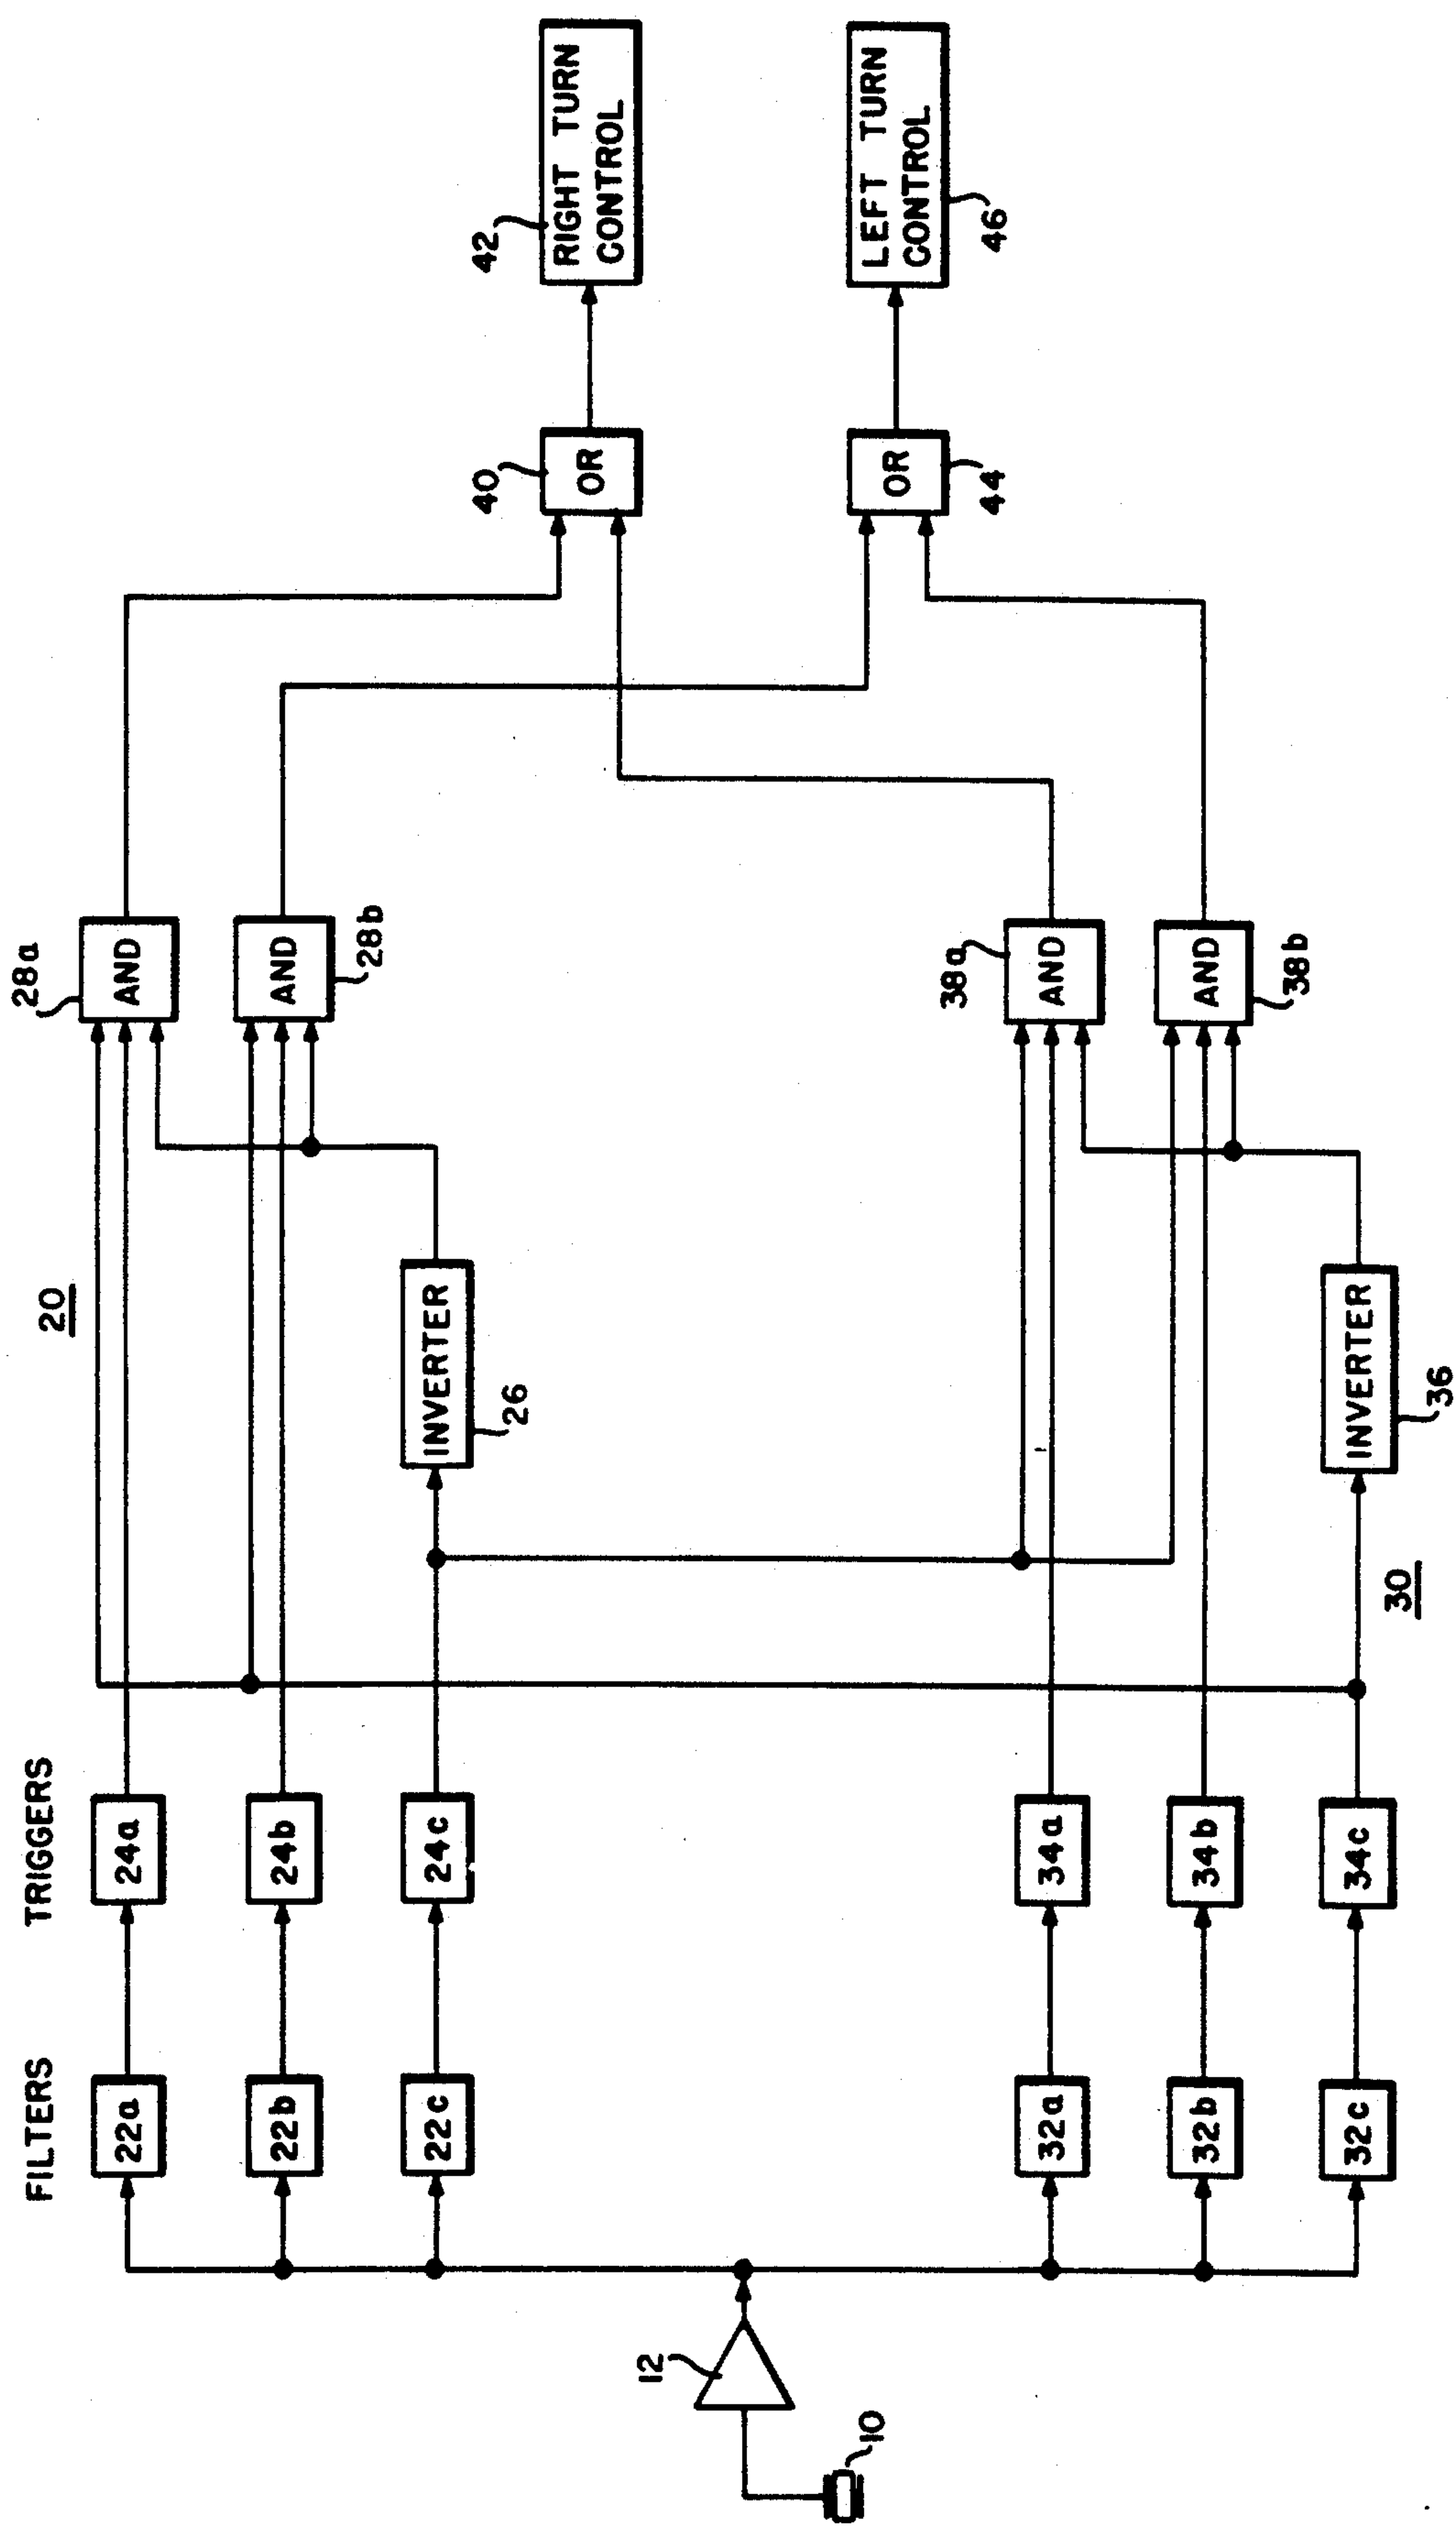 FILTERS
TRIGGERS
20
22a
24a
28a
AND
22b
24b
AND
28b
22c
24c
INVERTER
26
40
OR
42
RIGHT TURN
CONTROL
10
12
OR
44
LEFT TURN
CONTROL
46
32a
34a
38a
AND
32b
34b
AND
38b
32c
34c
30
INVERTER
36